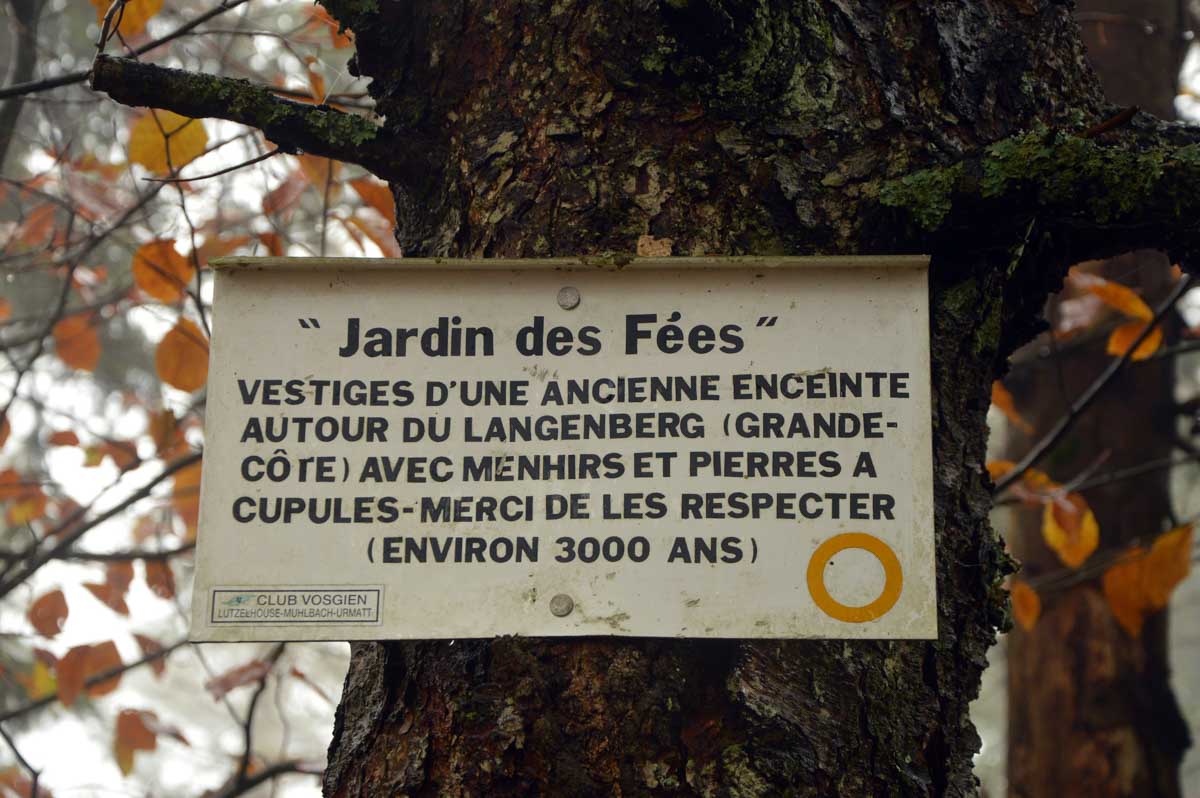 " Jardin des Fées "
VESTIGES D'UNE ANCIENNE ENCEINTE
AUTOUR DU LANGENBERG (GRANDE-
CÔTE) AVEC MENHIRS ET PIERRES A
CUPULES-MERCI DE LES RESPECTER
(ENVIRON 3000 ANS)
CLUB VOSGIEN
LUTZELHOUSE-MUHLBACH-URMATT